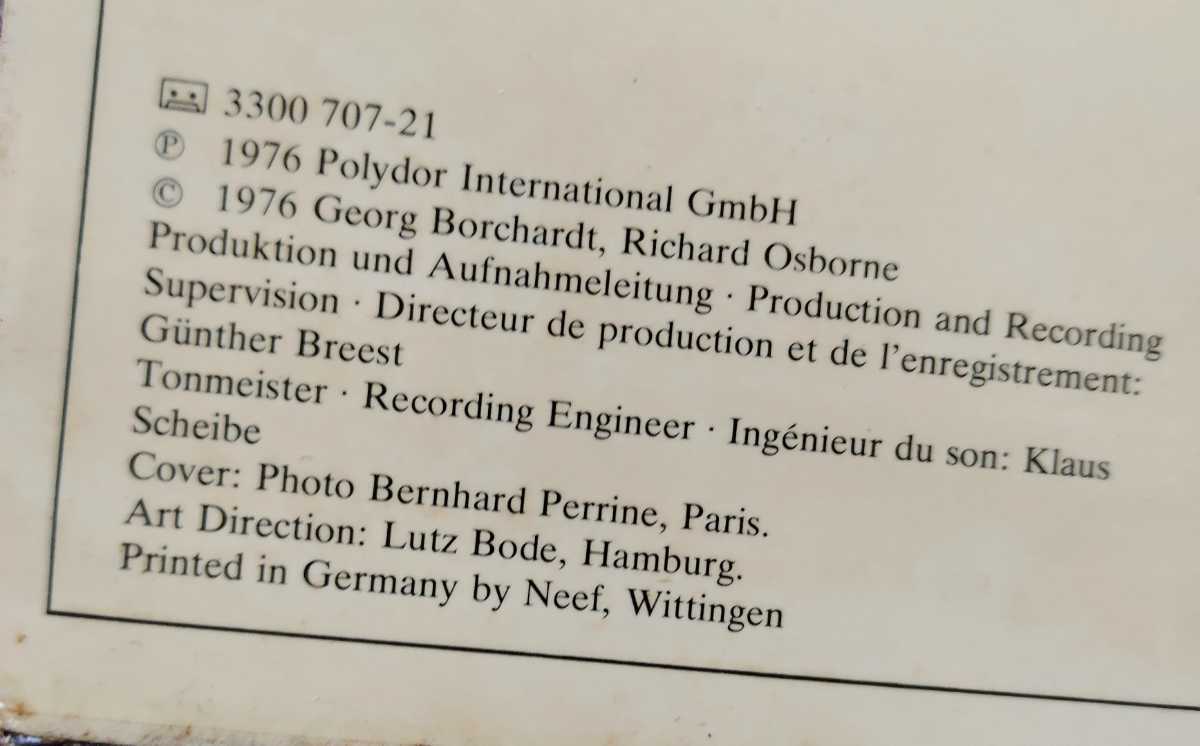 3300 707-21
℗ 1976 Polydor International GmbH
© 1976 Georg Borchardt, Richard Osborne
Produktion und Aufnahmeleitung · Production and Recording
Supervision · Directeur de production et de l'enregistrement:
Günther Breest
Tonmeister · Recording Engineer · Ingénieur du son: Klaus
Scheibe
Cover: Photo Bernhard Perrine, Paris.
Art Direction: Lutz Bode, Hamburg.
Printed in Germany by Neef, Wittingen